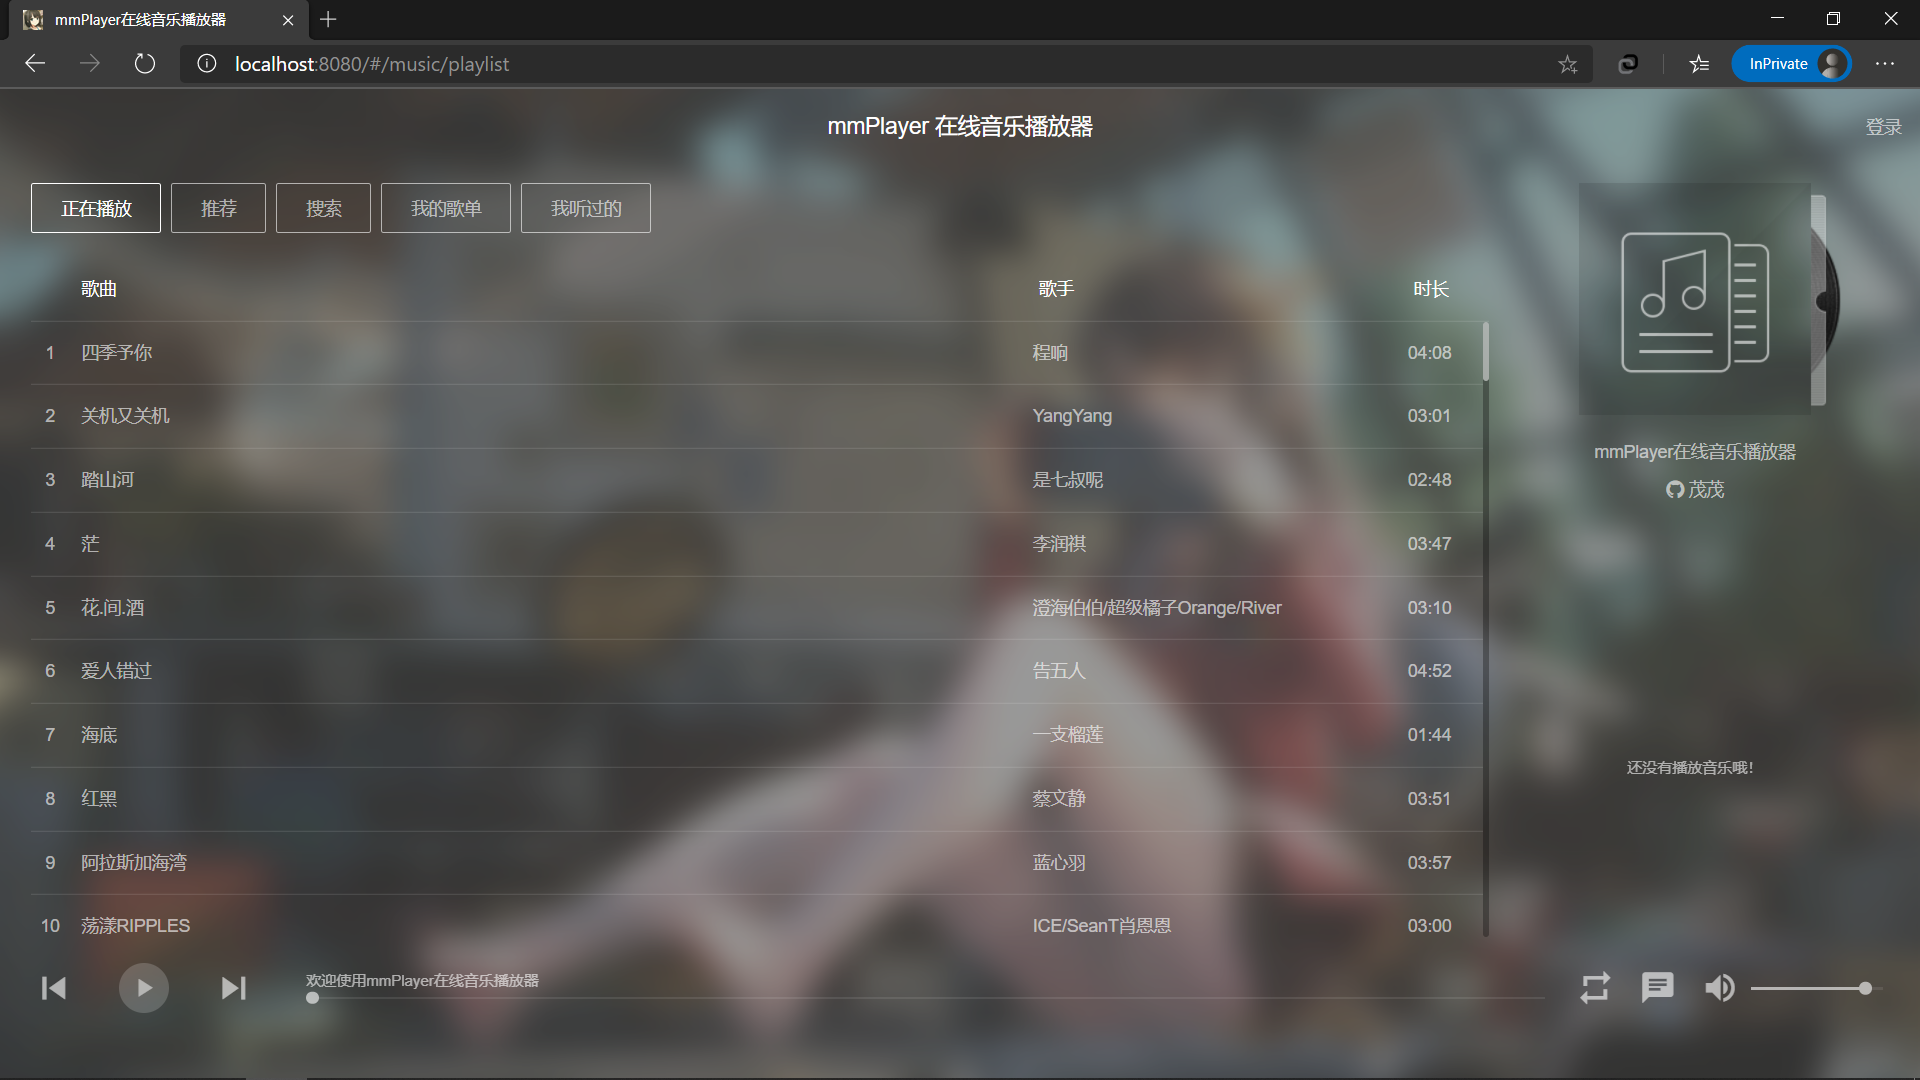 mmPlayer在线音乐播放器
localhost:8080/#/music/playlist
InPrivate
mmPlayer 在线音乐播放器
登录
正在播放 推荐 搜索 我的歌单 我听过的
歌曲 歌手 时长
1 四季予你 程响 04:08
2 关机又关机 YangYang 03:01
3 踏山河 是七叔呢 02:48
4 茫 李润祺 03:47
5 花.间.酒 澄海伯伯/超级橘子Orange/River 03:10
6 爱人错过 告五人 04:52
7 海底 一支榴莲 01:44
8 红黑 蔡文静 03:51
9 阿拉斯加海湾 蓝心羽 03:57
10 荡漾RIPPLES ICE/SeanT肖恩恩 03:00
mmPlayer在线音乐播放器
茂茂
还没有播放音乐哦！
欢迎使用mmPlayer在线音乐播放器